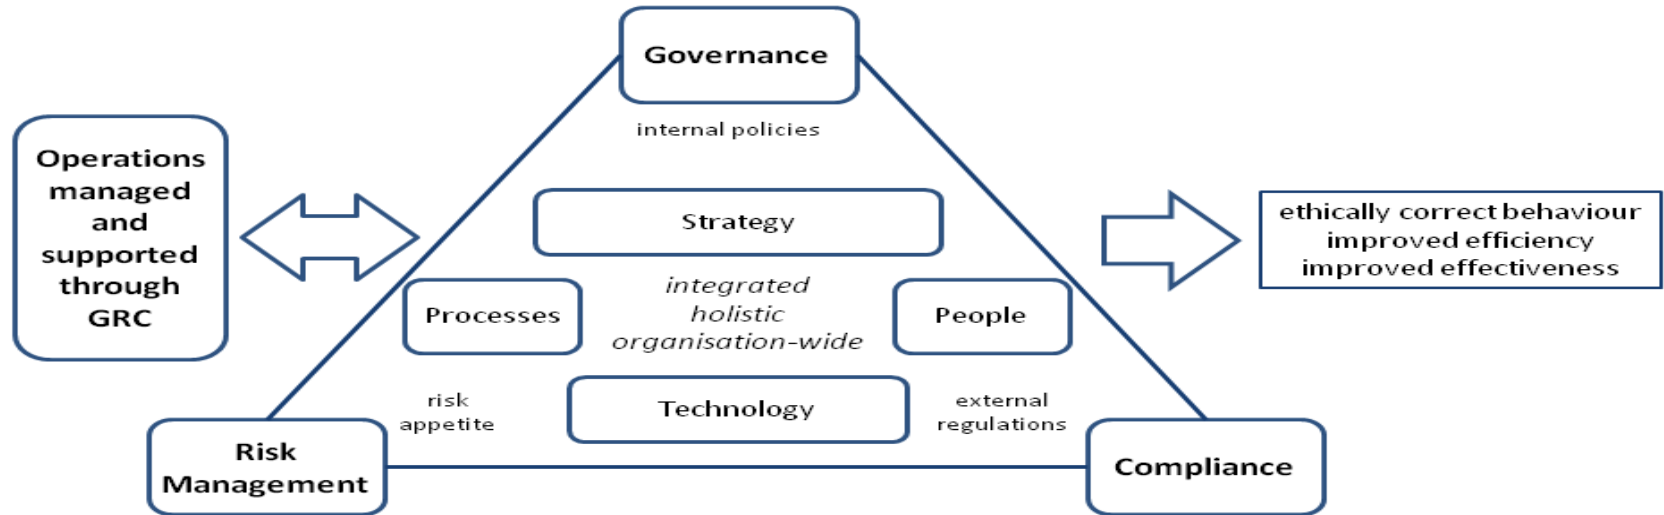 Governance
internal policies
Operations
managed
and
supported
through
GRC
Strategy
ethically correct behaviour
improved efficiency
improved effectiveness
Processes
integrated
holistic
organisation-wide
People
risk
appetite
Technology
external
regulations
Risk
Management
Compliance